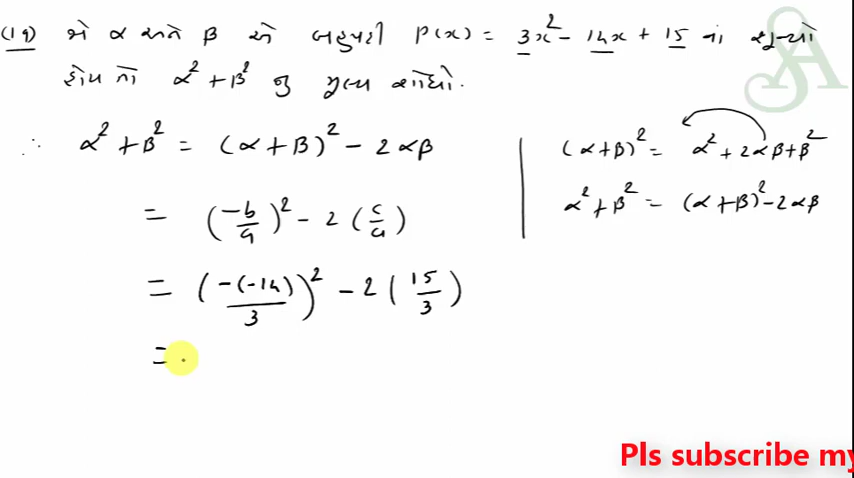 (19) જો α અને β એ બહુપદી P(x) = 3x² - 14x + 15 ના શૂન્યો
હોય તો α² + β² નુ મુલ્ય શોધો.
∴ α² + β² = (α + β)² - 2αβ
= (-b/a)² - 2(c/a)
= (-(-14)/3)² - 2(15/3)
=
(α+β)² = α² + 2αβ + β²
α² + β² = (α+β)² - 2αβ
Pls subscribe my